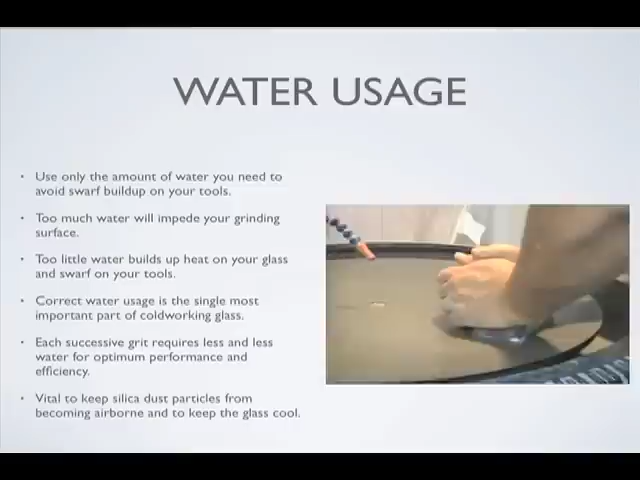 WATER USAGE
• Use only the amount of water you need to
avoid swarf buildup on your tools.
• Too much water will impede your grinding
surface.
• Too little water builds up heat on your glass
and swarf on your tools.
• Correct water usage is the single most
important part of coldworking glass.
• Each successive grit requires less and less
water for optimum performance and
efficiency.
• Vital to keep silica dust particles from
becoming airborne and to keep the glass cool.